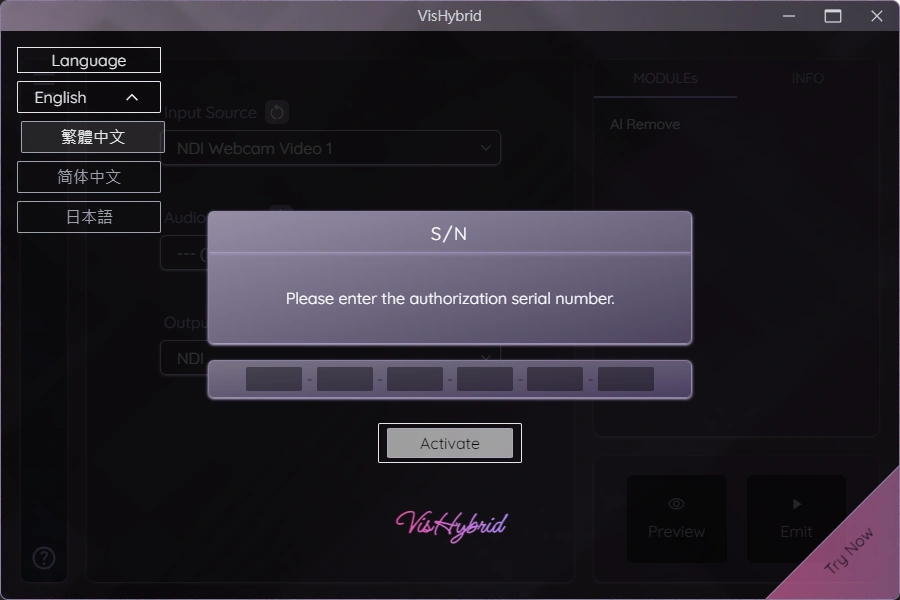 VisHybrid
Language
English
繁體中文
简体中文
日本語
Input Source
NDI Webcam Video 1
Audio
--- (
Output
NDI
MODULEs
INFO
AI Remove
S/N
Please enter the authorization serial number.
- - - - -
Activate
VisHybrid
Preview
Emit
Try Now